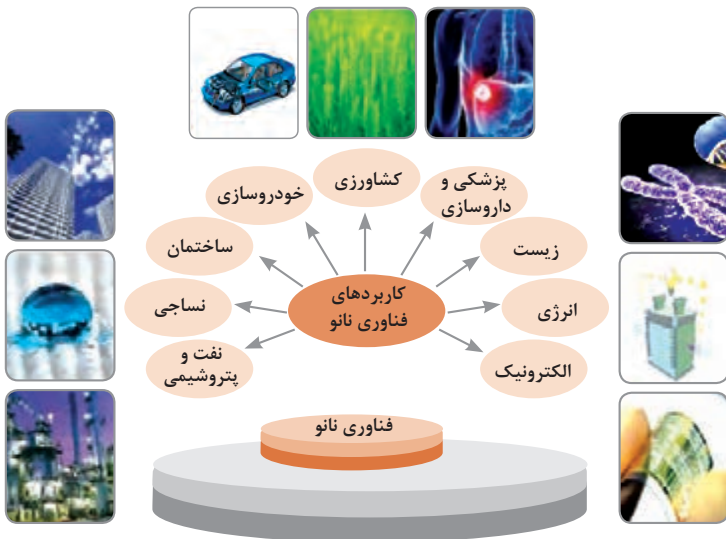 کشاورزی
پزشکی و
داروسازی
خودروسازی
زیست
ساختمان
کاربردهای
فناوری نانو
انرژی
نساجی
نفت و
پتروشیمی
الکترونیک
فناوری نانو